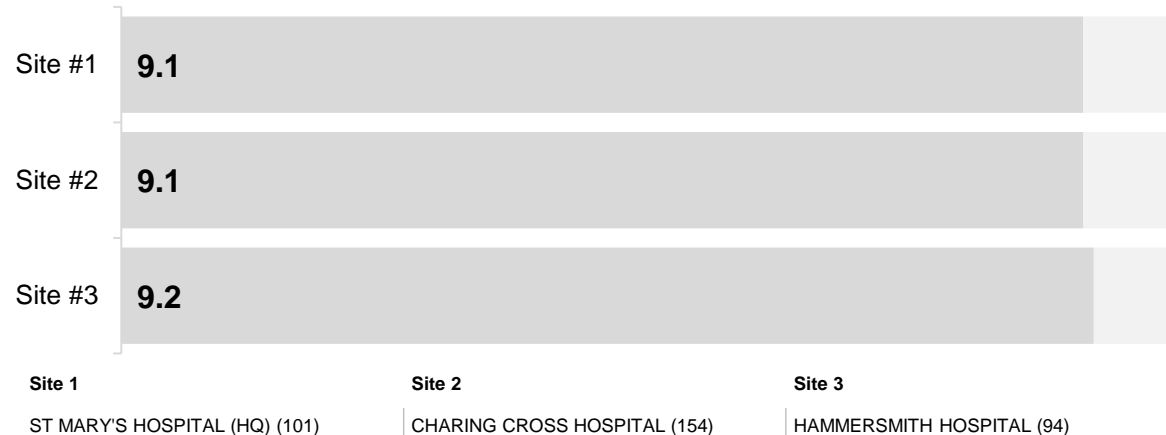 Site #1 9.1
Site #2 9.1
Site #3 9.2
Site 1 Site 2 Site 3
ST MARY'S HOSPITAL (HQ) (101) CHARING CROSS HOSPITAL (154) HAMMERSMITH HOSPITAL (94)